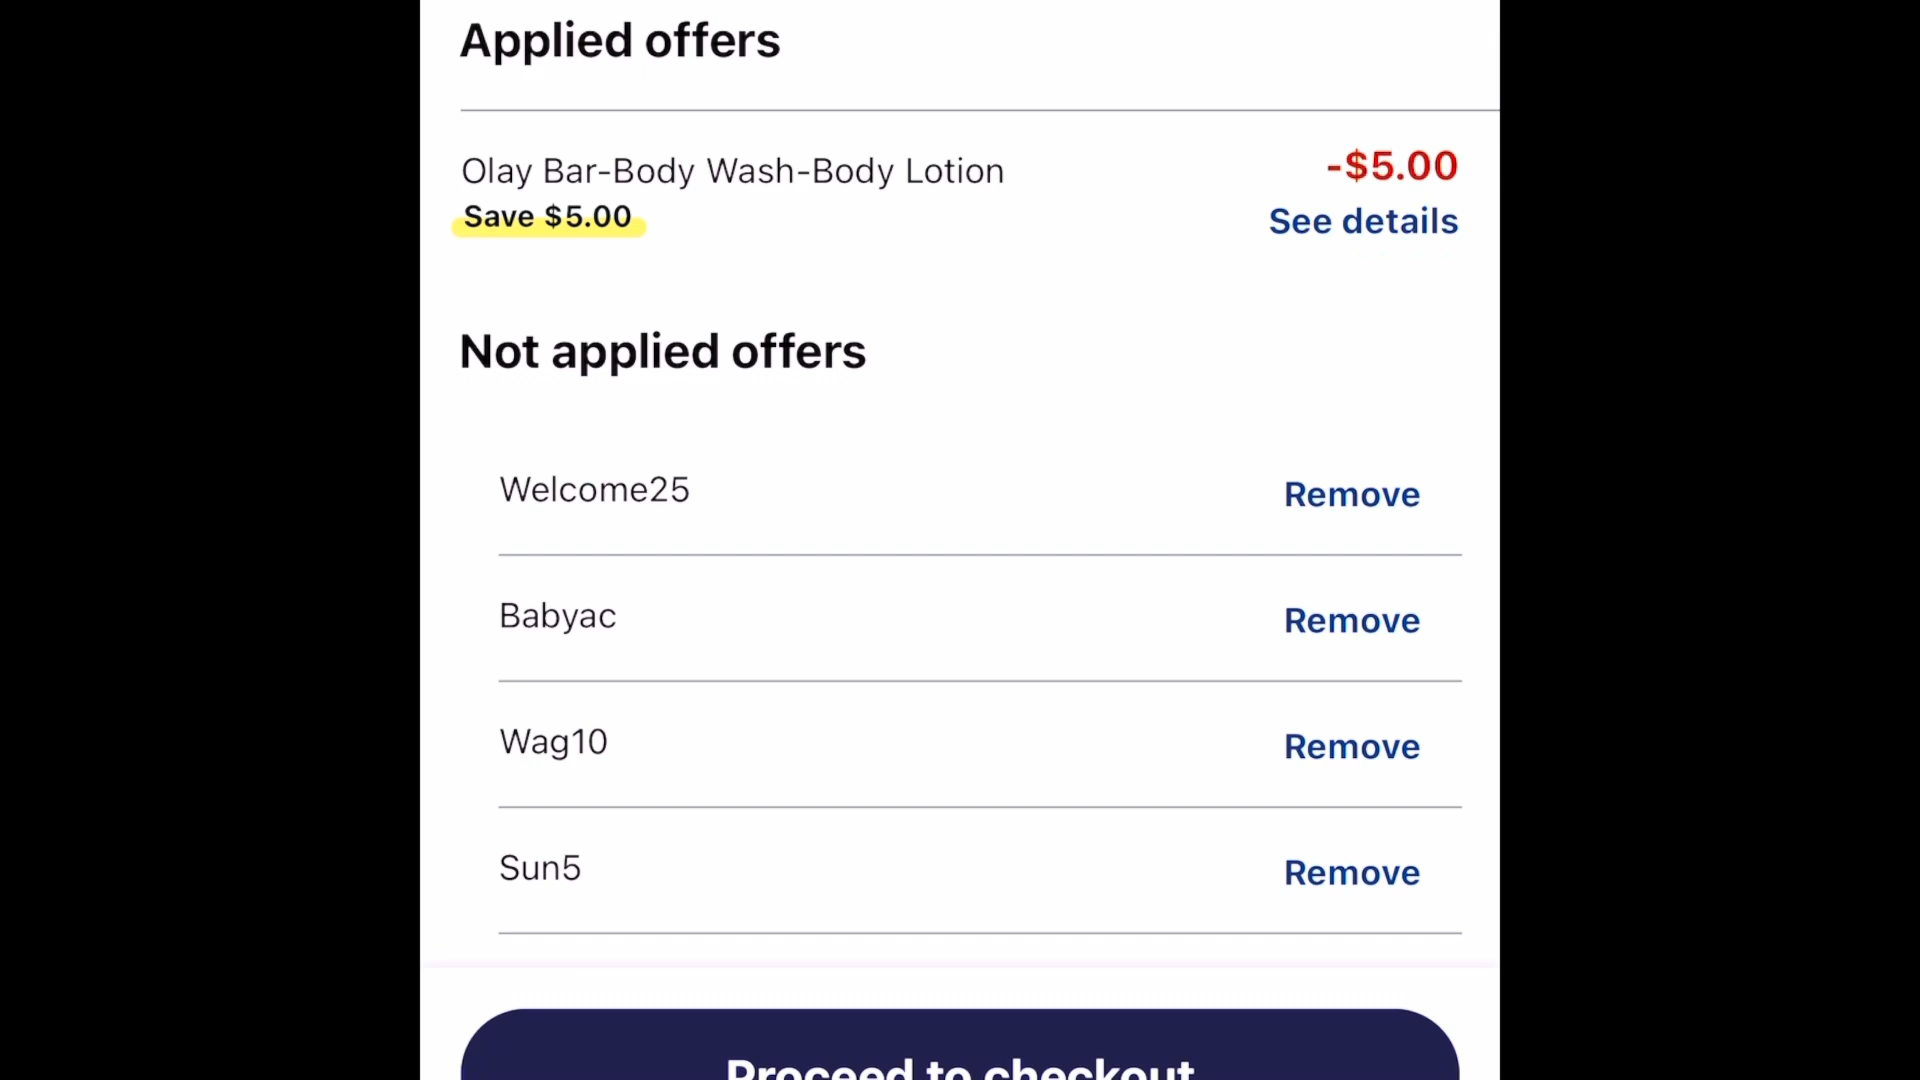 Applied offers
Olay Bar-Body Wash-Body Lotion
-$5.00
Save $5.00
See details
Not applied offers
Welcome25
Remove
Babyac
Remove
Wag10
Remove
Sun5
Remove
Proceed to checkout